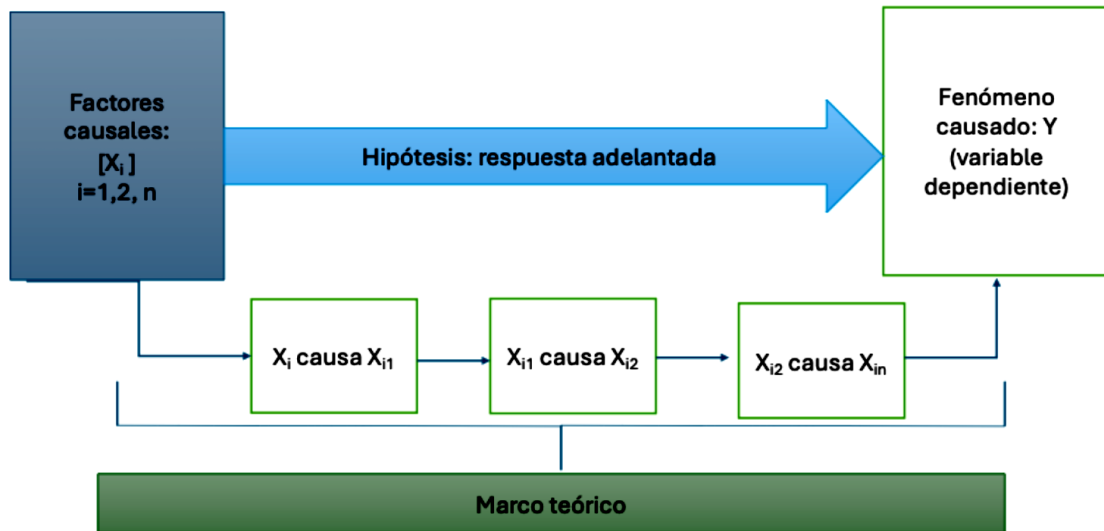 Factores
causales:
[Xᵢ]
i=1,2, n
Hipótesis: respuesta adelantada
Fenómeno
causado: Y
(variable
dependiente)
Xᵢ causa Xᵢ₁
Xᵢ₁ causa Xᵢ₂
Xᵢ₂ causa Xᵢₙ
Marco teórico